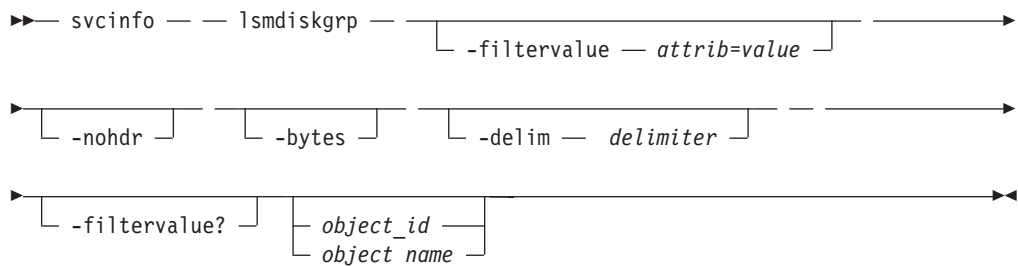 svcinfo lsmdiskgrp
-filtervalue attrib=value
-nohdr -bytes -delim delimiter
-filtervalue? object_id
object name